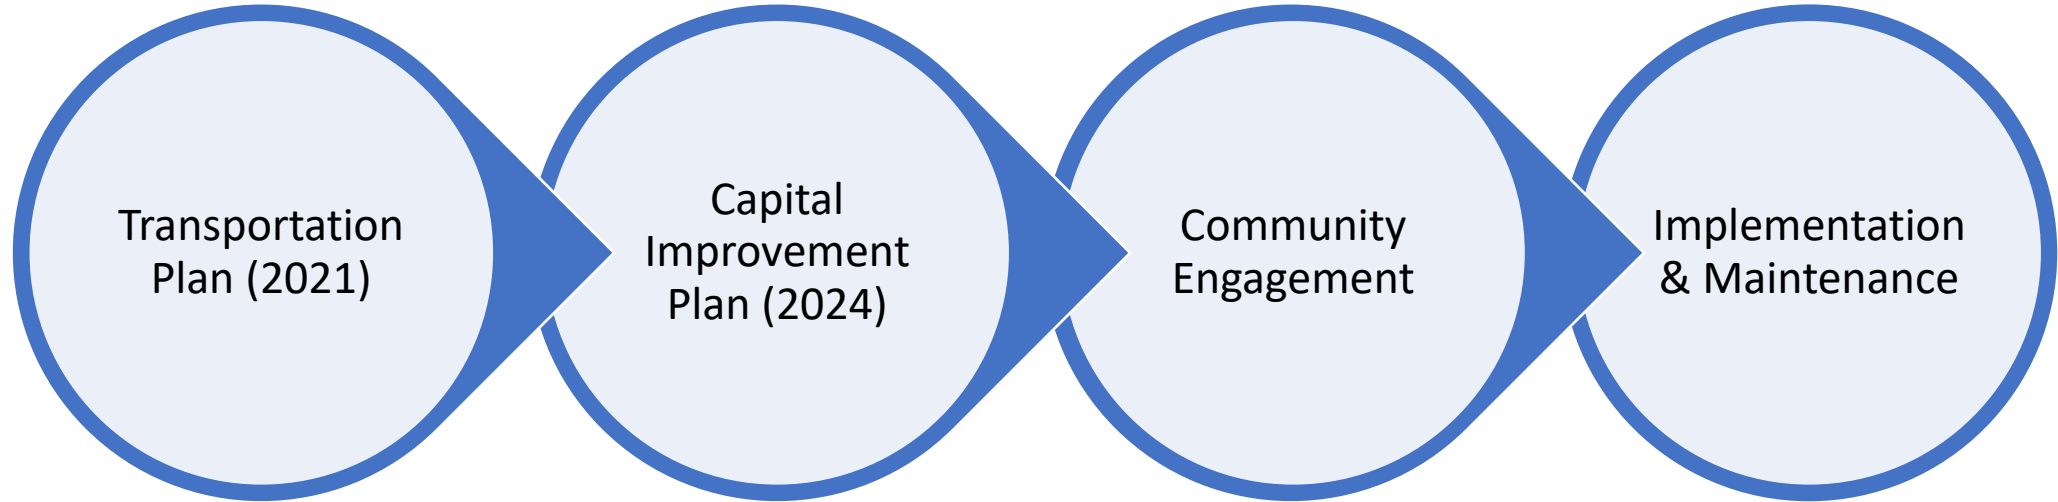 Transportation
Plan (2021)
Capital
Improvement
Plan (2024)
Community
Engagement
Implementation
& Maintenance